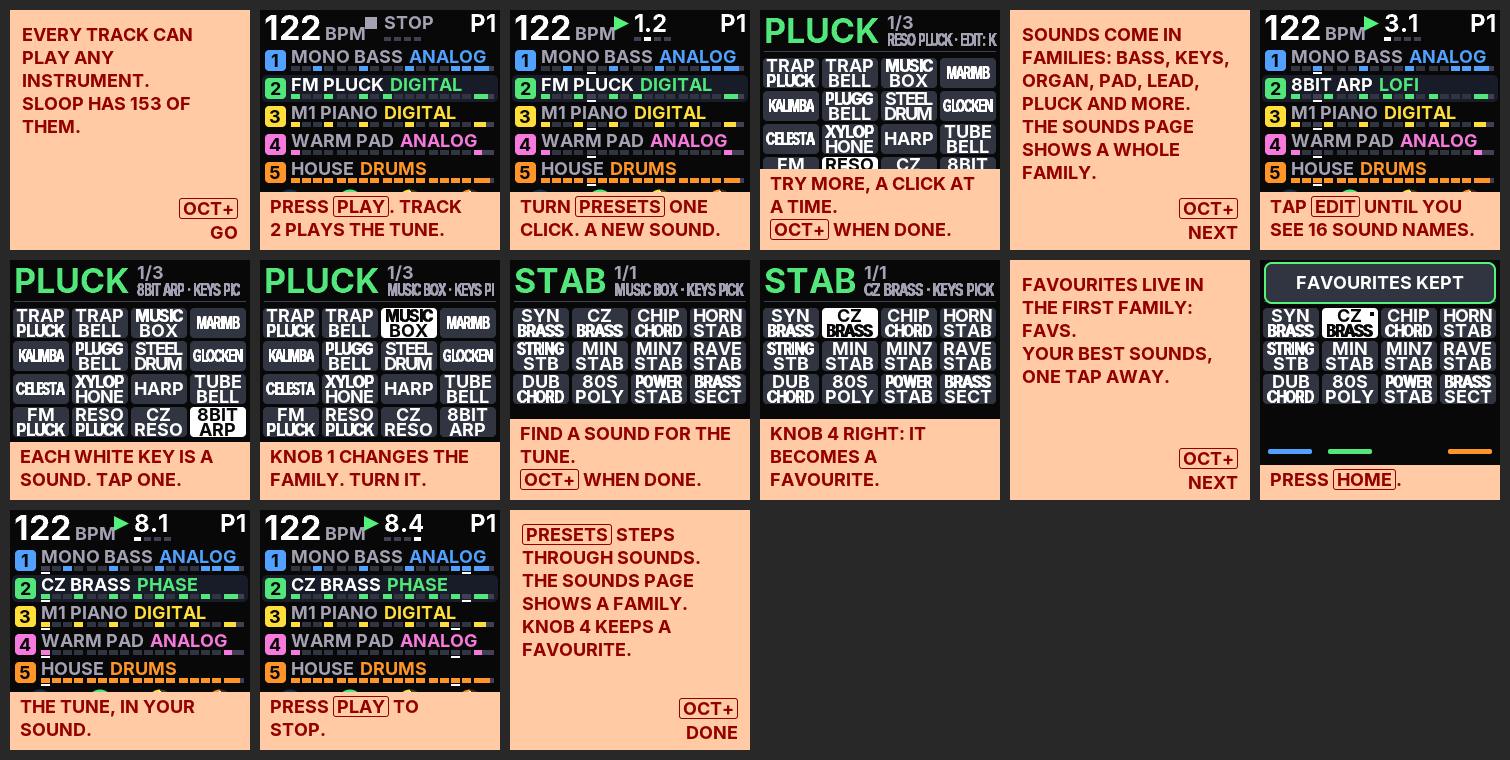 EVERY TRACK CAN
PLAY ANY
INSTRUMENT.
SLOOP HAS 153 OF
THEM.
OCT+
GO
122 BPM STOP P1
1 MONO BASS ANALOG
2 FM PLUCK DIGITAL
3 M1 PIANO DIGITAL
4 WARM PAD ANALOG
5 HOUSE DRUMS
PRESS PLAY. TRACK
2 PLAYS THE TUNE.
122 BPM 1.2 P1
1 MONO BASS ANALOG
2 FM PLUCK DIGITAL
3 M1 PIANO DIGITAL
4 WARM PAD ANALOG
5 HOUSE DRUMS
TURN PRESETS ONE
CLICK. A NEW SOUND.
PLUCK 1/3
RESO PLUCK · EDIT: K
TRAP PLUCK TRAP BELL MUSIC BOX MARIMB
KALIMBA PLUGG BELL STEEL DRUM GLOCKEN
CELESTA XYLOP HONE HARP TUBE BELL
FM RESO CZ 8BIT
TRY MORE, A CLICK AT
A TIME.
OCT+ WHEN DONE.
SOUNDS COME IN
FAMILIES: BASS, KEYS,
ORGAN, PAD, LEAD,
PLUCK AND MORE.
THE SOUNDS PAGE
SHOWS A WHOLE
FAMILY.
OCT+
NEXT
122 BPM 3.1 P1
1 MONO BASS ANALOG
2 8BIT ARP LOFI
3 M1 PIANO DIGITAL
4 WARM PAD ANALOG
5 HOUSE DRUMS
TAP EDIT UNTIL YOU
SEE 16 SOUND NAMES.
PLUCK 1/3
8BIT ARP · KEYS PIC
TRAP PLUCK TRAP BELL MUSIC BOX MARIMB
KALIMBA PLUGG BELL STEEL DRUM GLOCKEN
CELESTA XYLOP HONE HARP TUBE BELL
FM PLUCK RESO PLUCK CZ RESO 8BIT ARP
EACH WHITE KEY IS A
SOUND. TAP ONE.
PLUCK 1/3
MUSIC BOX · KEYS PI
TRAP PLUCK TRAP BELL MUSIC BOX MARIMB
KALIMBA PLUGG BELL STEEL DRUM GLOCKEN
CELESTA XYLOP HONE HARP TUBE BELL
FM PLUCK RESO PLUCK CZ RESO 8BIT ARP
KNOB 1 CHANGES THE
FAMILY. TURN IT.
STAB 1/1
MUSIC BOX · KEYS PICK
SYN BRASS CZ BRASS CHIP CHORD HORN STAB
STRING STB MIN STAB MIN7 STAB RAVE STAB
DUB CHORD 80S POLY POWER STAB BRASS SECT
FIND A SOUND FOR THE
TUNE.
OCT+ WHEN DONE.
STAB 1/1
CZ BRASS · KEYS PICK
SYN BRASS CZ BRASS CHIP CHORD HORN STAB
STRING STB MIN STAB MIN7 STAB RAVE STAB
DUB CHORD 80S POLY POWER STAB BRASS SECT
KNOB 4 RIGHT: IT
BECOMES A
FAVOURITE.
FAVOURITES LIVE IN
THE FIRST FAMILY:
FAVS.
YOUR BEST SOUNDS,
ONE TAP AWAY.
OCT+
NEXT
FAVOURITES KEPT
SYN BRASS CZ BRASS CHIP CHORD HORN STAB
STRING STB MIN STAB MIN7 STAB RAVE STAB
DUB CHORD 80S POLY POWER STAB BRASS SECT
PRESS HOME.
122 BPM 8.1 P1
1 MONO BASS ANALOG
2 CZ BRASS PHASE
3 M1 PIANO DIGITAL
4 WARM PAD ANALOG
5 HOUSE DRUMS
THE TUNE, IN YOUR
SOUND.
122 BPM 8.4 P1
1 MONO BASS ANALOG
2 CZ BRASS PHASE
3 M1 PIANO DIGITAL
4 WARM PAD ANALOG
5 HOUSE DRUMS
PRESS PLAY TO
STOP.
PRESETS STEPS
THROUGH SOUNDS.
THE SOUNDS PAGE
SHOWS A FAMILY.
KNOB 4 KEEPS A
FAVOURITE.
OCT+
DONE